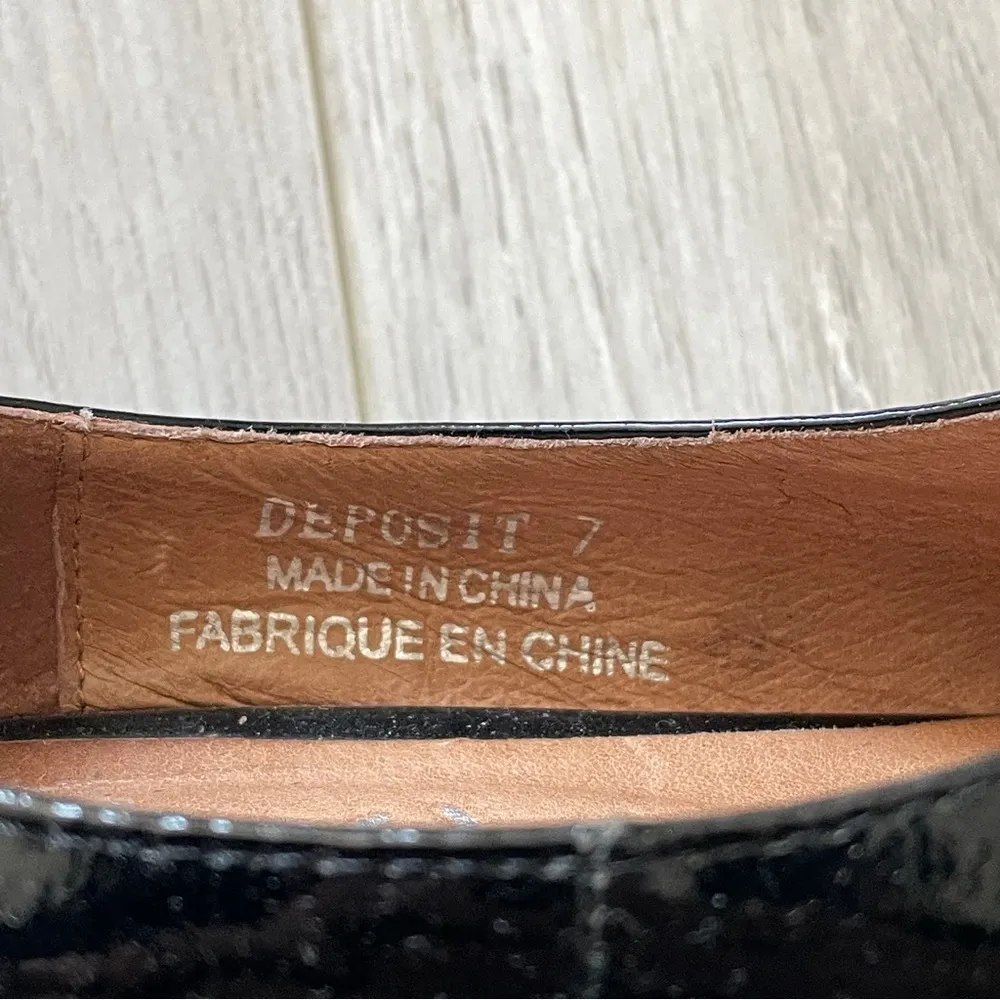 DEPOSIT 7
MADE IN CHINA
FABRIQUE EN CHINE